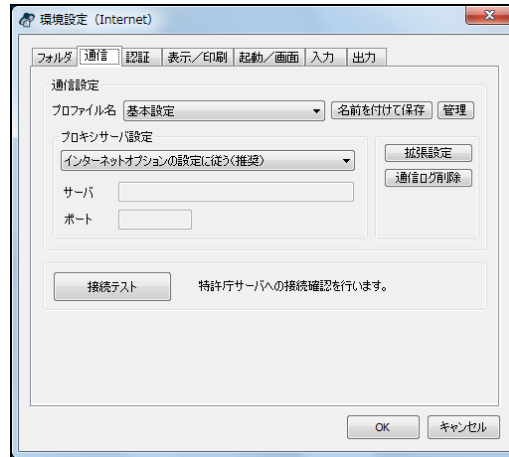 環境設定（Internet）
フォルダ 通信 認証 表示／印刷 起動／画面 入力 出力
通信設定
プロファイル名 基本設定 名前を付けて保存 管理
プロキシサーバ設定
インターネットオプションの設定に従う(推奨)
拡張設定
サーバ
通信ログ削除
ポート
接続テスト 特許庁サーバへの接続確認を行います。
OK キャンセル